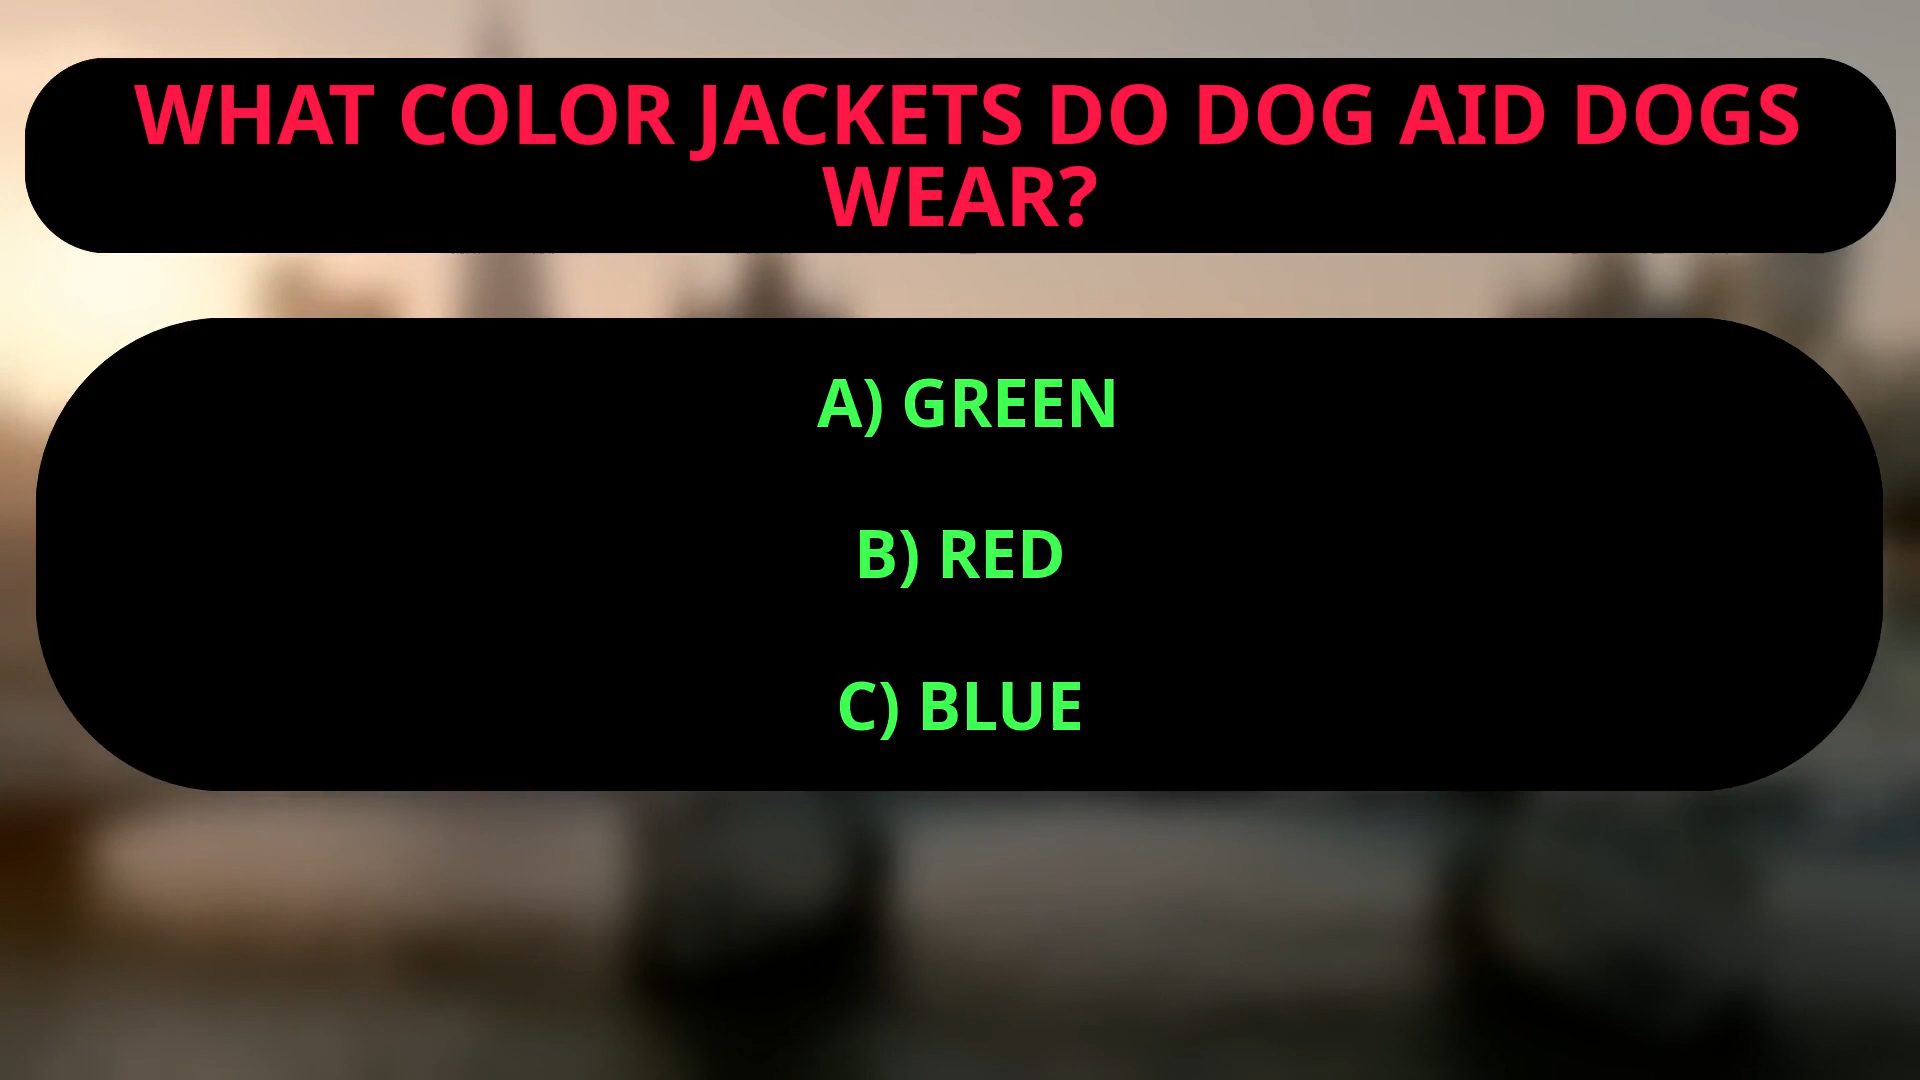 WHAT COLOR JACKETS DO DOG AID DOGS
WEAR?
A) GREEN
B) RED
C) BLUE